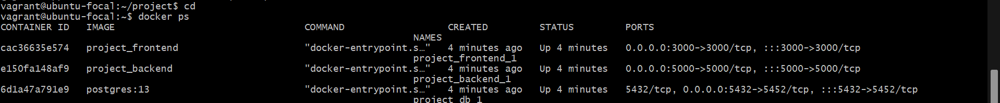 vagrant@ubuntu-focal:~/project$ cd
vagrant@ubuntu-focal:~$ docker ps
CONTAINER ID   IMAGE                                 COMMAND                  CREATED         STATUS         PORTS
NAMES
cac36635e574   project_frontend                      "docker-entrypoint.s…"   4 minutes ago   Up 4 minutes   0.0.0.0:3000->3000/tcp, :::3000->3000/tcp
project_frontend_1
e150fa148af9   project_backend                       "docker-entrypoint.s…"   4 minutes ago   Up 4 minutes   0.0.0.0:5000->5000/tcp, :::5000->5000/tcp
project_backend_1
6d1a47a791e9   postgres:13                           "docker-entrypoint.s…"   4 minutes ago   Up 4 minutes   5432/tcp, 0.0.0.0:5432->5452/tcp, :::5432->5452/tcp
project_db_1